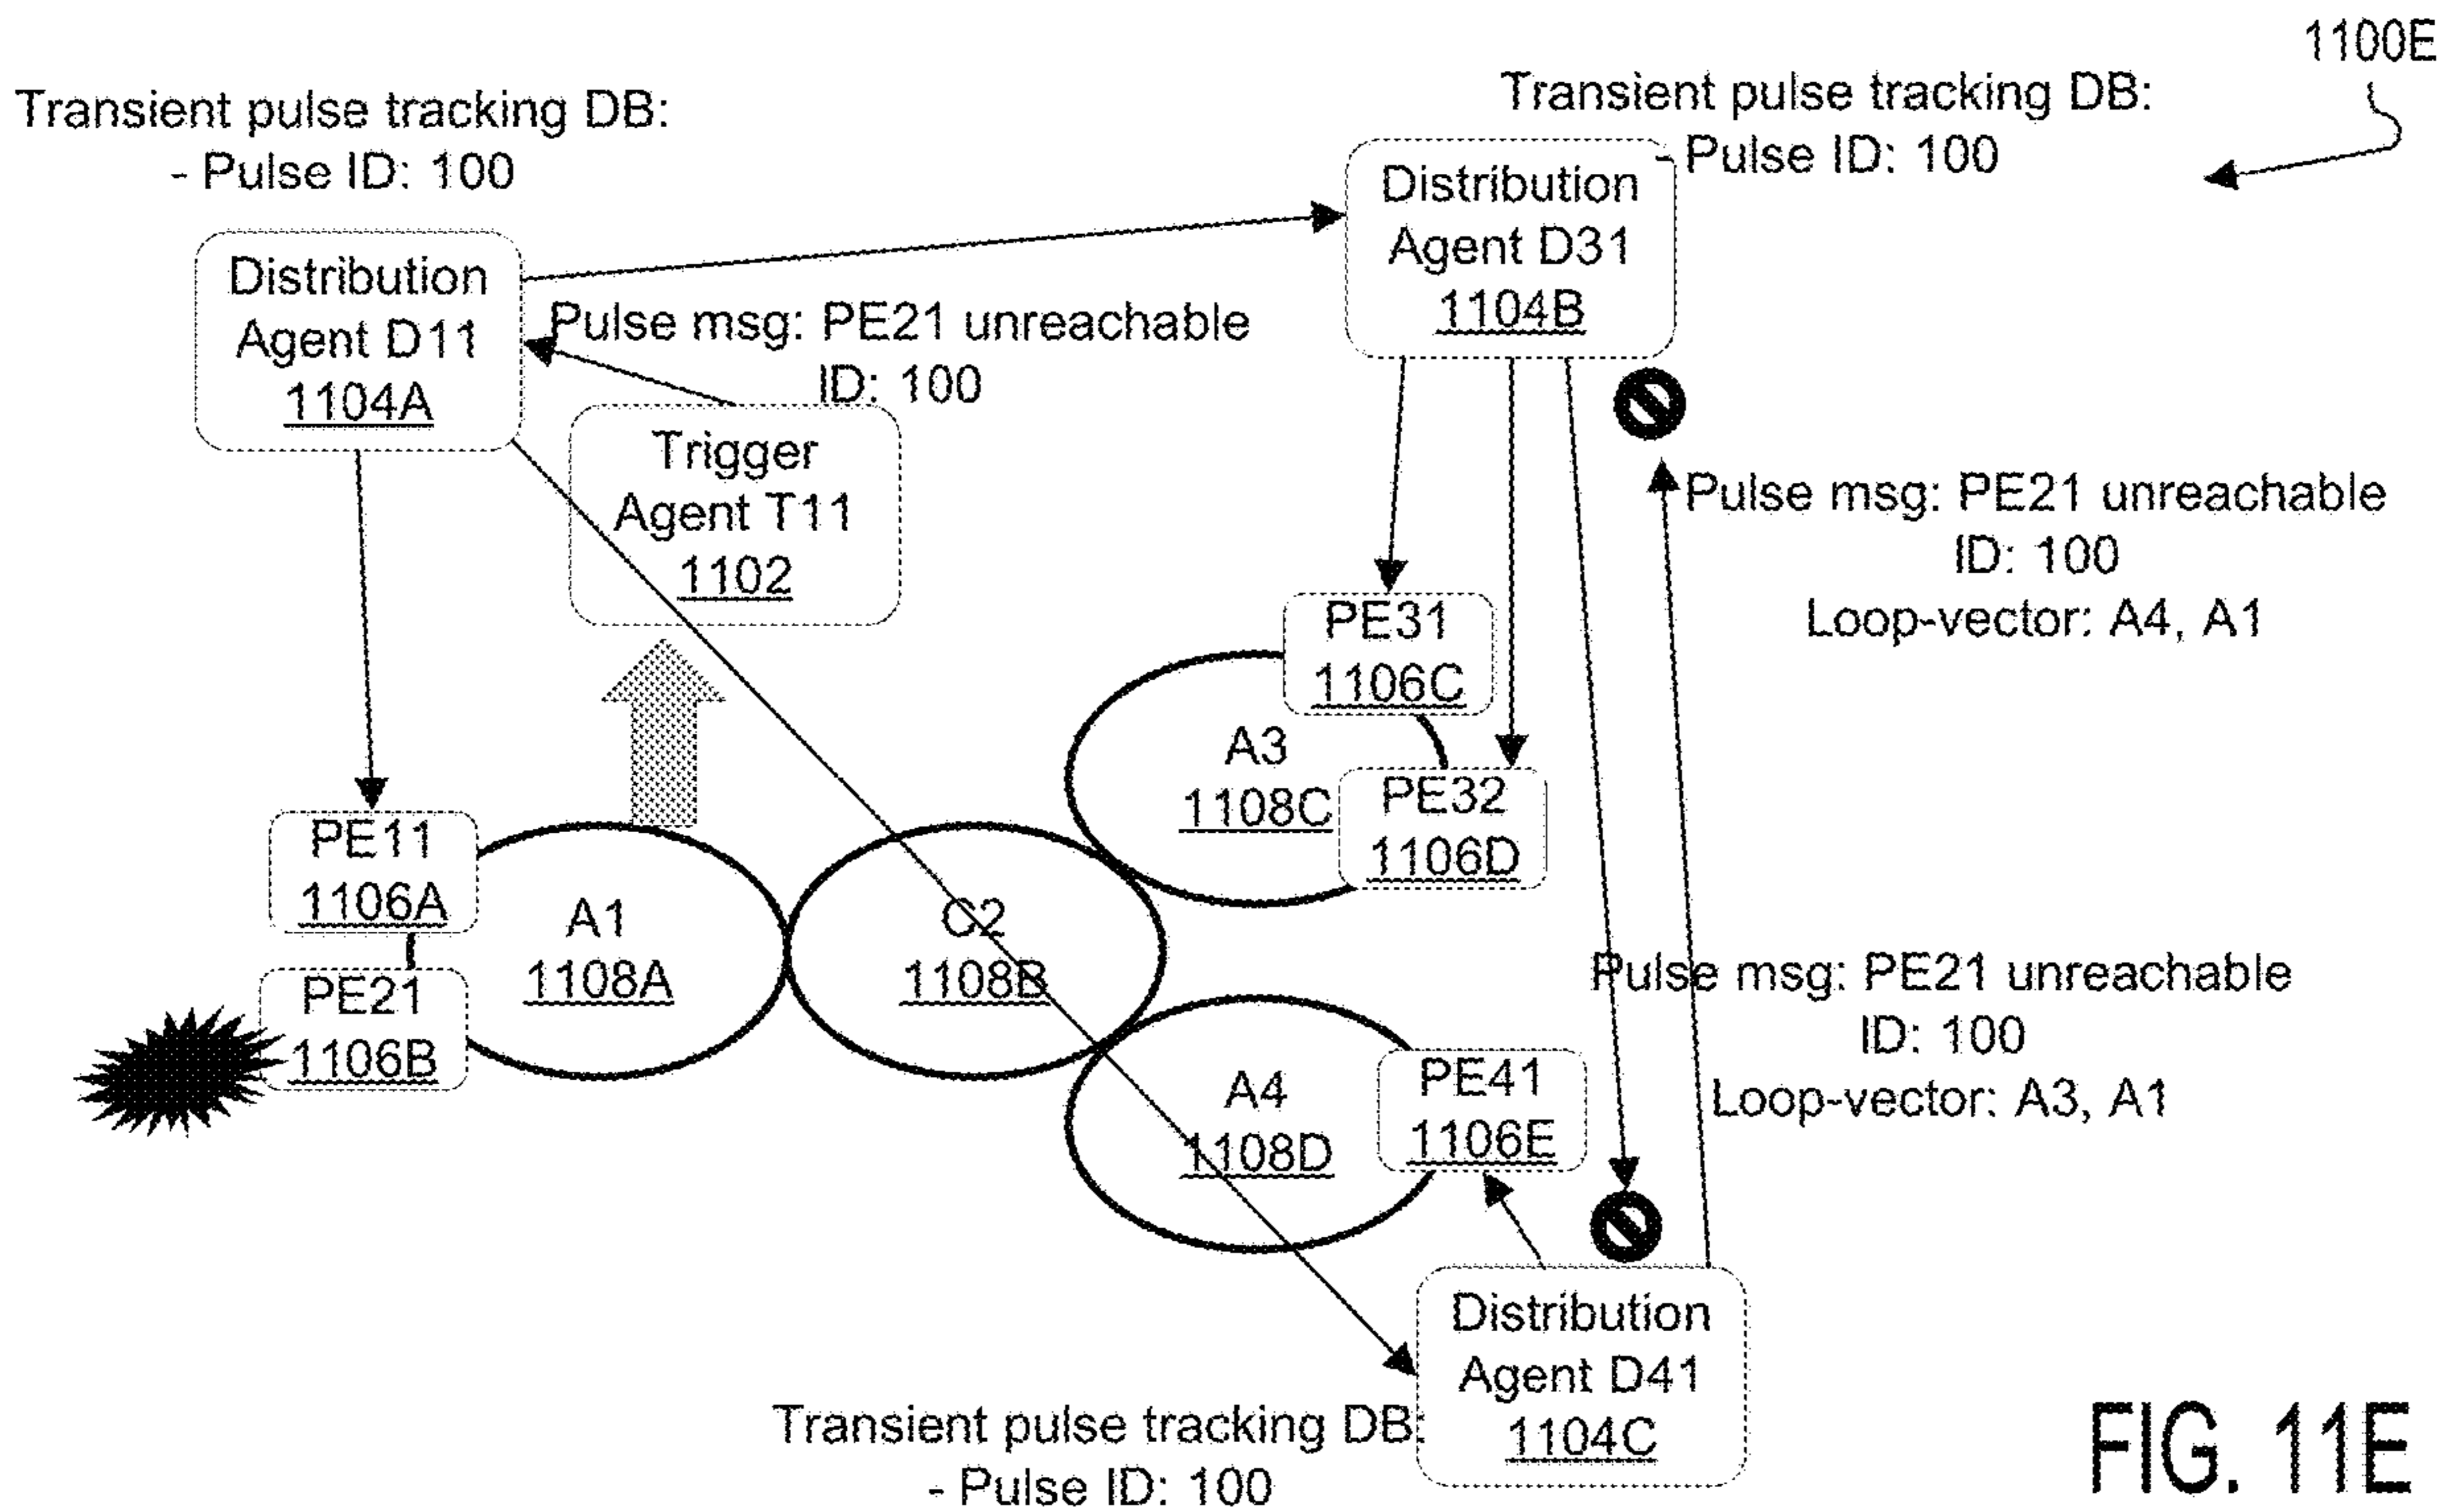 1100E
Transient pulse tracking DB:
- Pulse ID: 100
Transient pulse tracking DB:
- Pulse ID: 100
Distribution
Agent D11
1104A
Distribution
Agent D31
1104B
Pulse msg: PE21 unreachable
ID: 100
Trigger
Agent T11
1102
Pulse msg: PE21 unreachable
ID: 100
Loop-vector: A4, A1
PE31
1106C
A3
1108C
PE32
1106D
PE11
1106A
A1
1108A
C2
1108B
PE21
1106B
Pulse msg: PE21 unreachable
ID: 100
Loop-vector: A3, A1
A4
1108D
PE41
1106E
Distribution
Agent D41
1104C
Transient pulse tracking DB:
- Pulse ID: 100
FIG. 11E